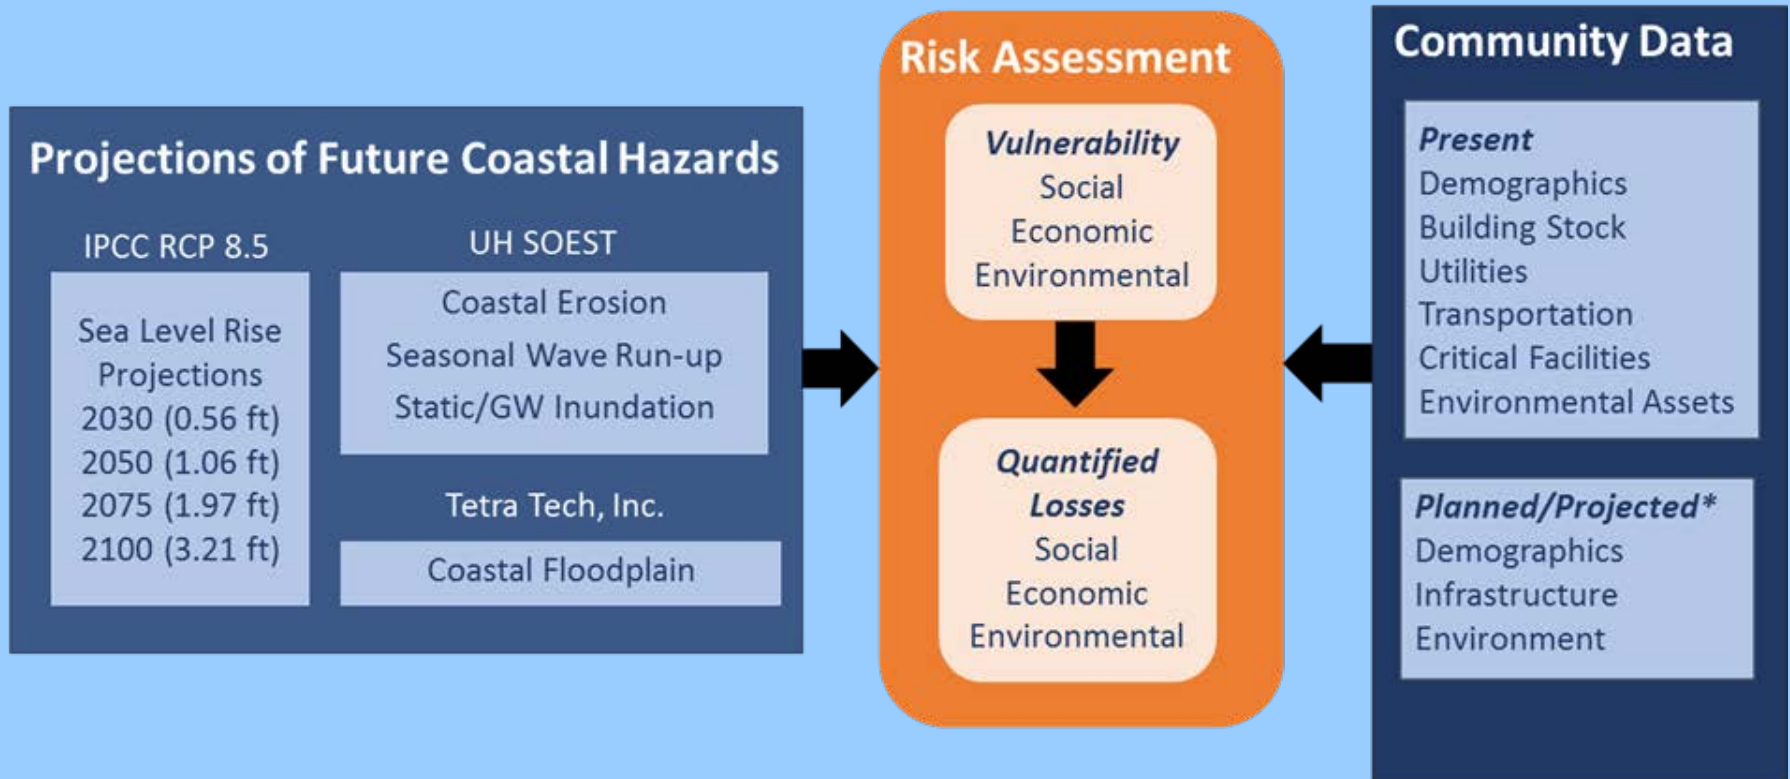 Projections of Future Coastal Hazards
IPCC RCP 8.5
Sea Level Rise
Projections
2030 (0.56 ft)
2050 (1.06 ft)
2075 (1.97 ft)
2100 (3.21 ft)
UH SOEST
Coastal Erosion
Seasonal Wave Run-up
Static/GW Inundation
Tetra Tech, Inc.
Coastal Floodplain
Risk Assessment
Vulnerability
Social
Economic
Environmental
Quantified
Losses
Social
Economic
Environmental
Community Data
Present
Demographics
Building Stock
Utilities
Transportation
Critical Facilities
Environmental Assets
Planned/Projected*
Demographics
Infrastructure
Environment